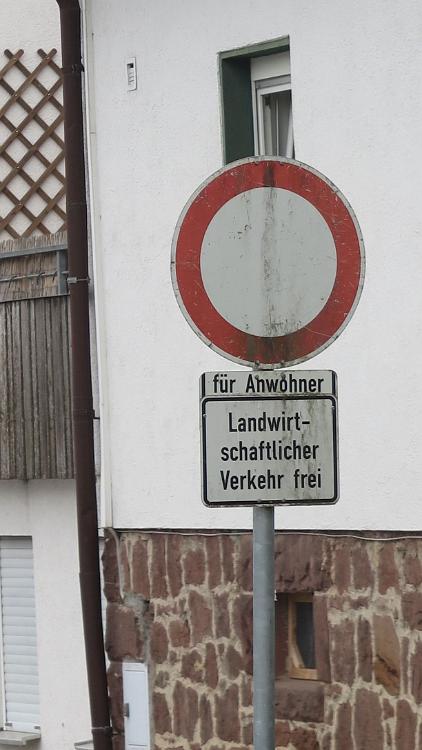 für Anwohner
Landwirt-
schaftlicher
Verkehr frei